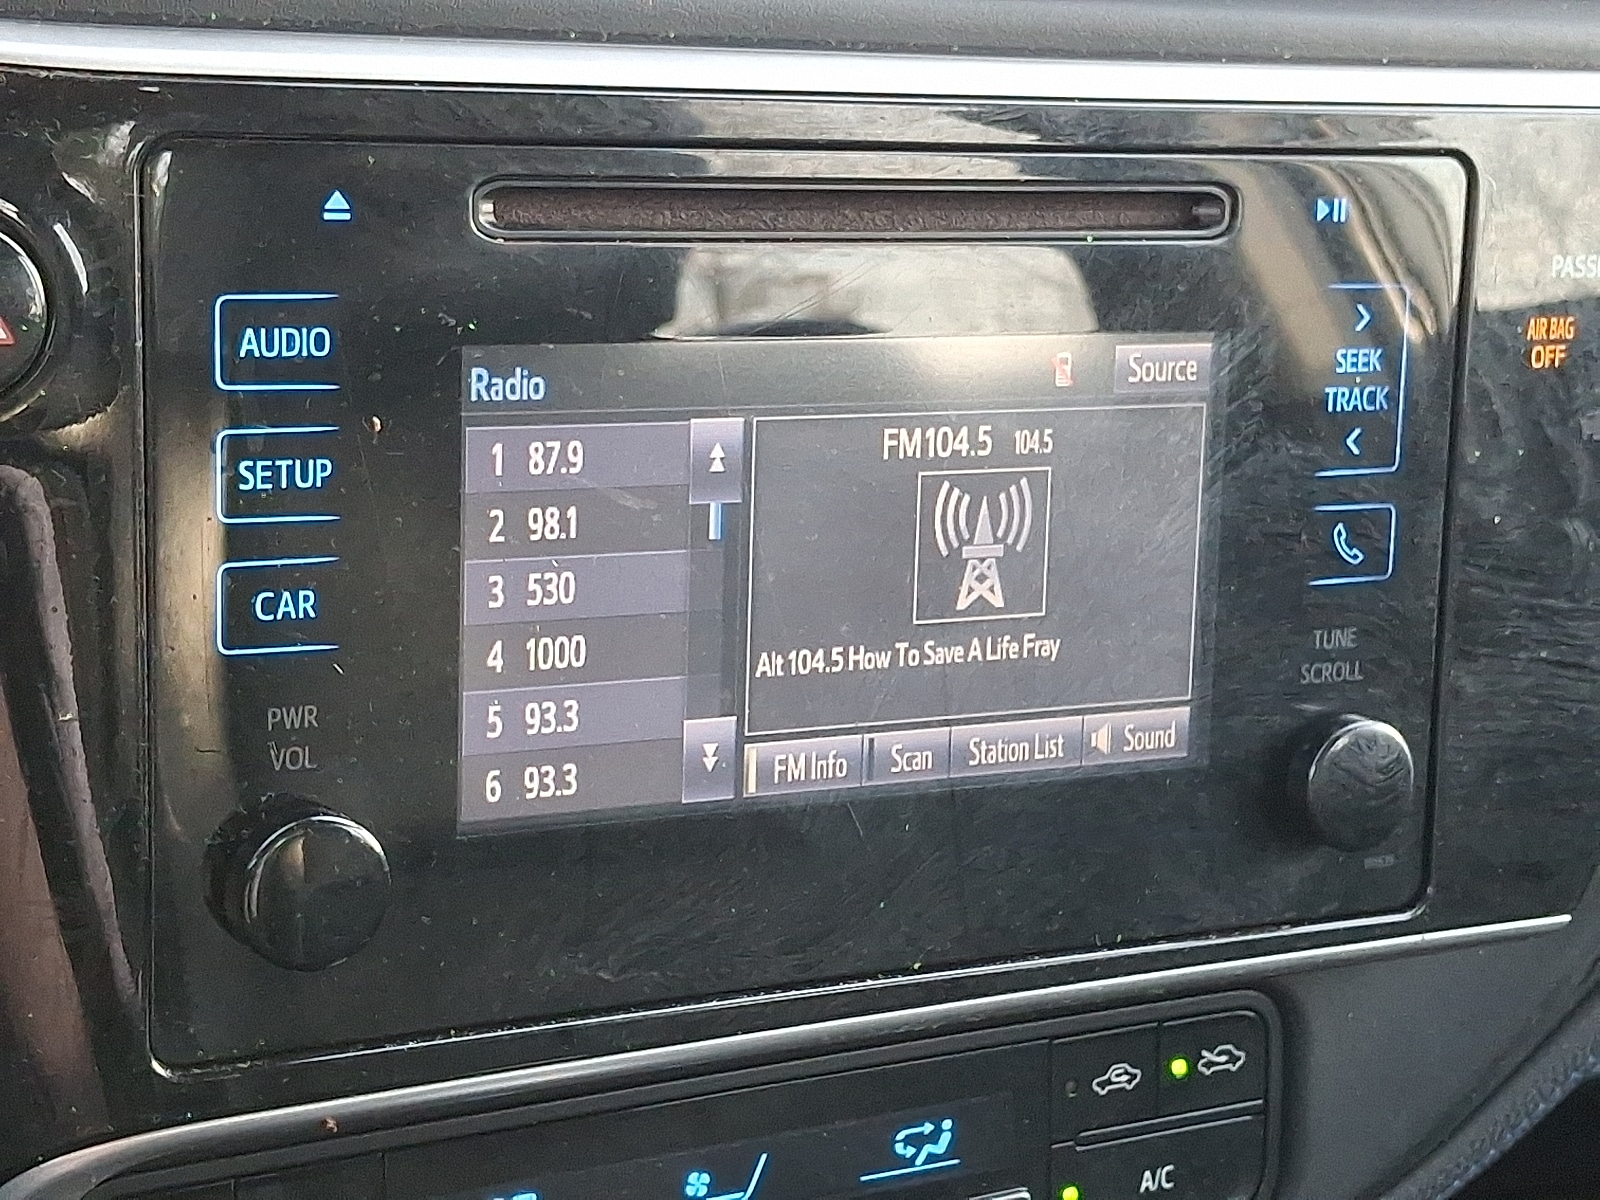 PASS
AIR BAG
OFF
AUDIO
SETUP
CAR
PWR
VOL
Radio
Source
1 87.9
2 98.1
3 530
4 1000
5 93.3
6 93.3
FM104.5 104.5
Alt 104.5 How To Save A Life Fray
FM Info
Scan
Station List
Sound
>
SEEK
TRACK
<
TUNE
SCROLL
A/C